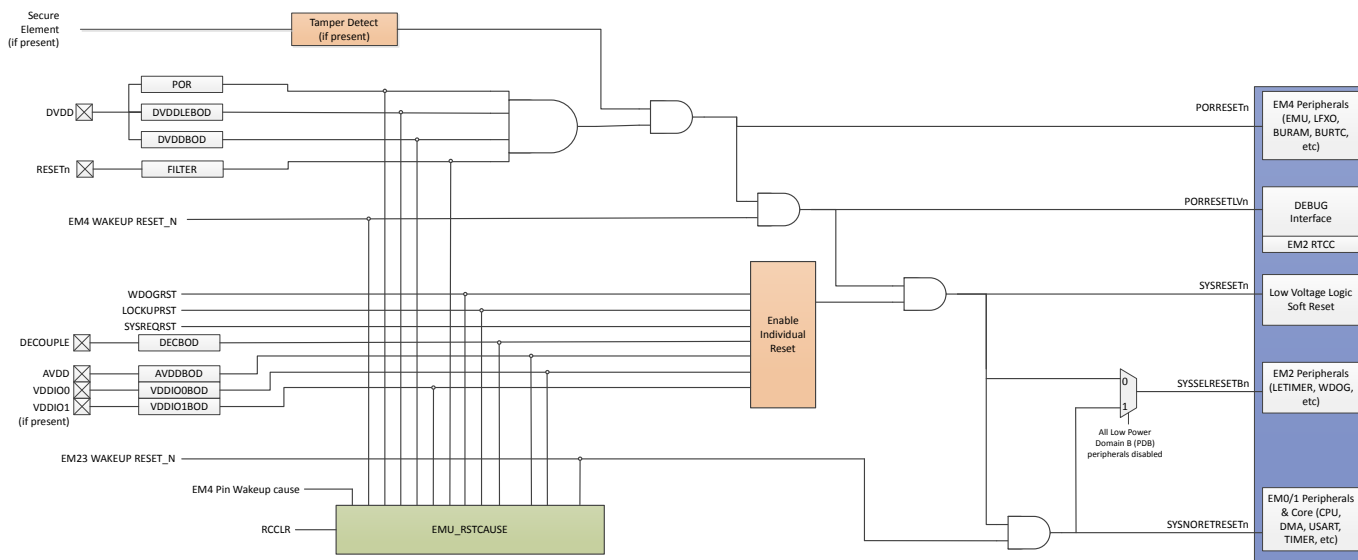 Secure
Element
(if present)
Tamper Detect
(if present)
POR
DVDD
DVDDLEBOD
DVDDBOD
RESETn
FILTER
PORRESETn
EM4 Peripherals
(EMU, LFXO,
BURAM, BURTC,
etc)
EM4 WAKEUP RESET_N
PORRESETLVn
DEBUG
Interface
EM2 RTCC
WDOGRST
LOCKUPRST
SYSREQRST
DECOUPLE
DECBOD
AVDD
AVDDBOD
VDDIO0
VDDIO0BOD
VDDIO1
(if present)
VDDIO1BOD
Enable
Individual
Reset
SYSRESETn
Low Voltage Logic
Soft Reset
0
1
All Low Power
Domain B (PDB)
peripherals disabled
SYSSELRESETBn
EM2 Peripherals
(LETIMER, WDOG,
etc)
EM23 WAKEUP RESET_N
EM4 Pin Wakeup cause
RCCLR
EMU_RSTCAUSE
SYSNORETRESETn
EM0/1 Peripherals
& Core (CPU,
DMA, USART,
TIMER, etc)